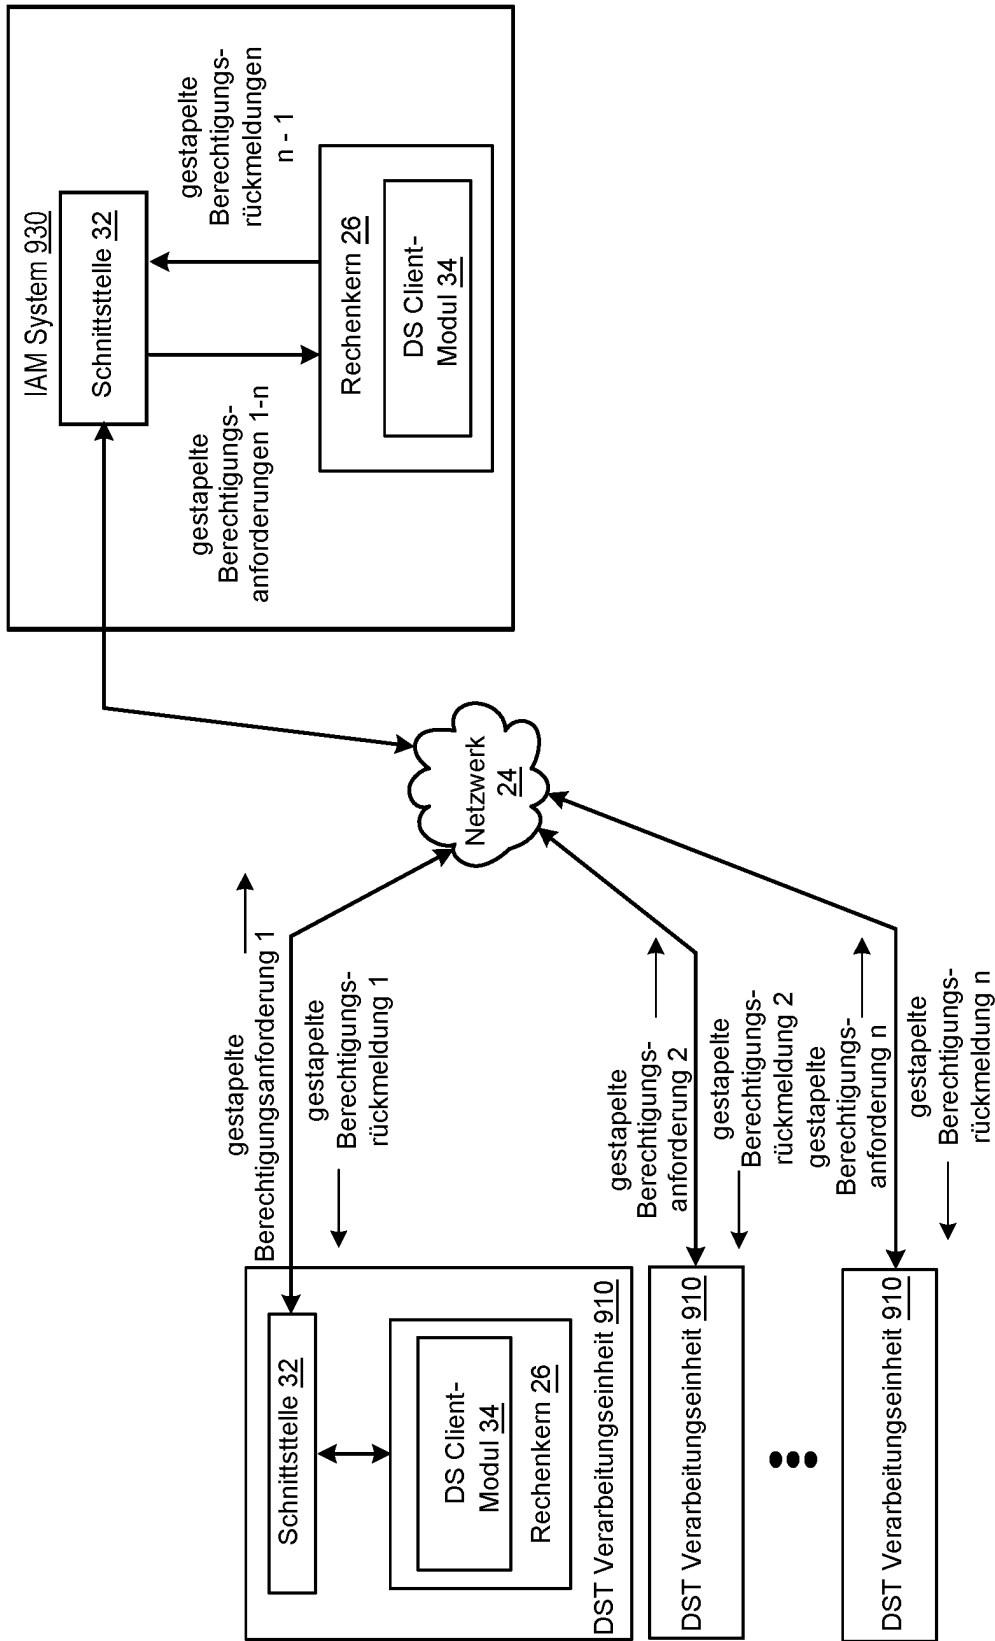 IAM System 930
Schnittsttelle 32
gestapelte
Berechtigungs-
anforderungen 1-n
gestapelte
Berechtigungs-
rückmeldungen
n - 1
Rechenkern 26
DS Client-
Modul 34
Netzwerk
24
gestapelte
Berechtigungsanforderung 1
gestapelte
Berechtigungs-
rückmeldung 1
Schnittsttelle 32
DS Client-
Modul 34
Rechenkern 26
DST Verarbeitungseinheit 910
gestapelte
Berechtigungs-
anforderung 2
gestapelte
Berechtigungs-
rückmeldung 2
DST Verarbeitungseinheit 910
gestapelte
Berechtigungs-
anforderung n
gestapelte
Berechtigungs-
rückmeldung n
DST Verarbeitungseinheit 910